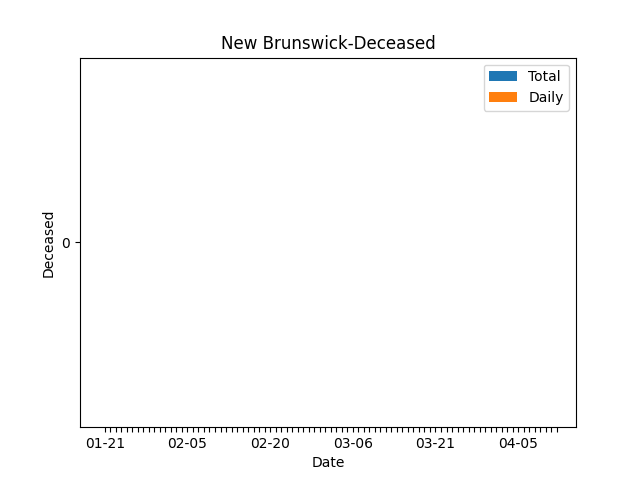 New Brunswick-Deceased
Total
Daily
Deceased
0
01-21 02-05 02-20 03-06 03-21 04-05
Date